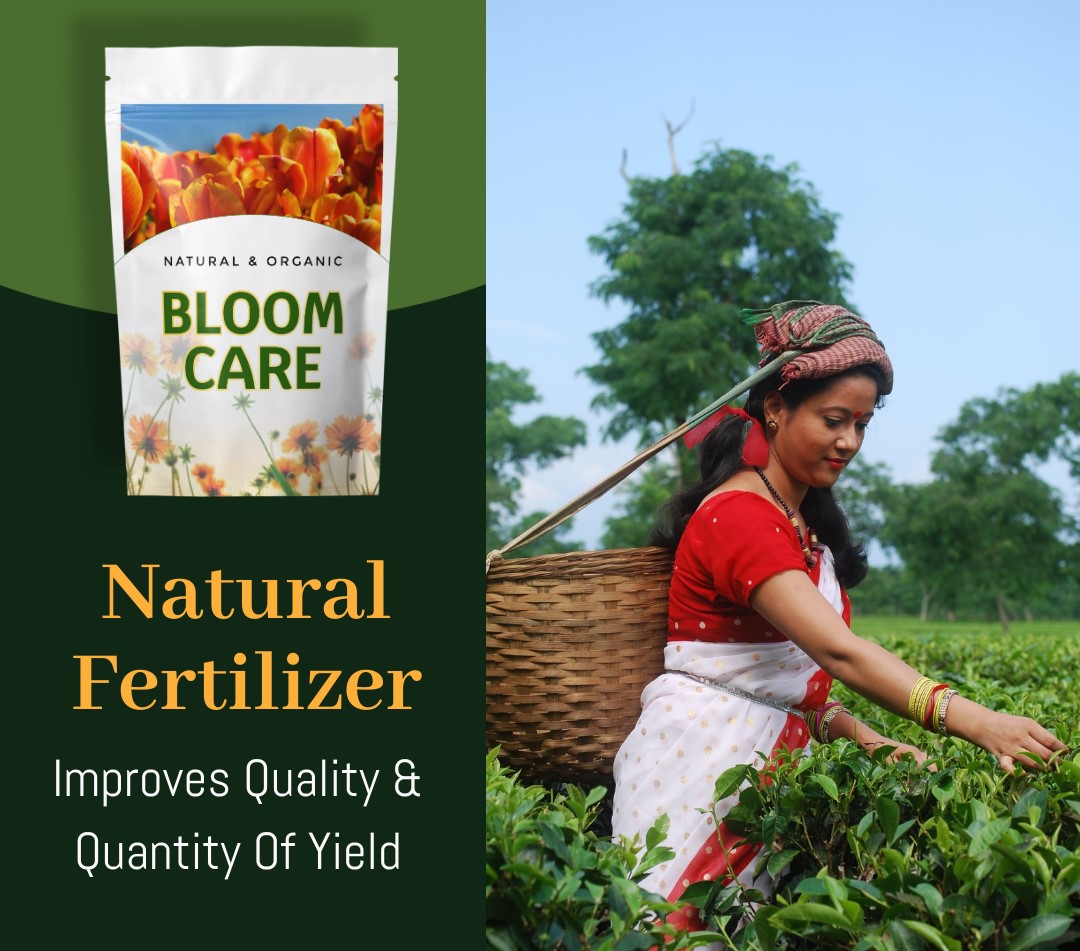 NATURAL & ORGANIC
BLOOM
CARE
Natural
Fertilizer
Improves Quality &
Quantity Of Yield